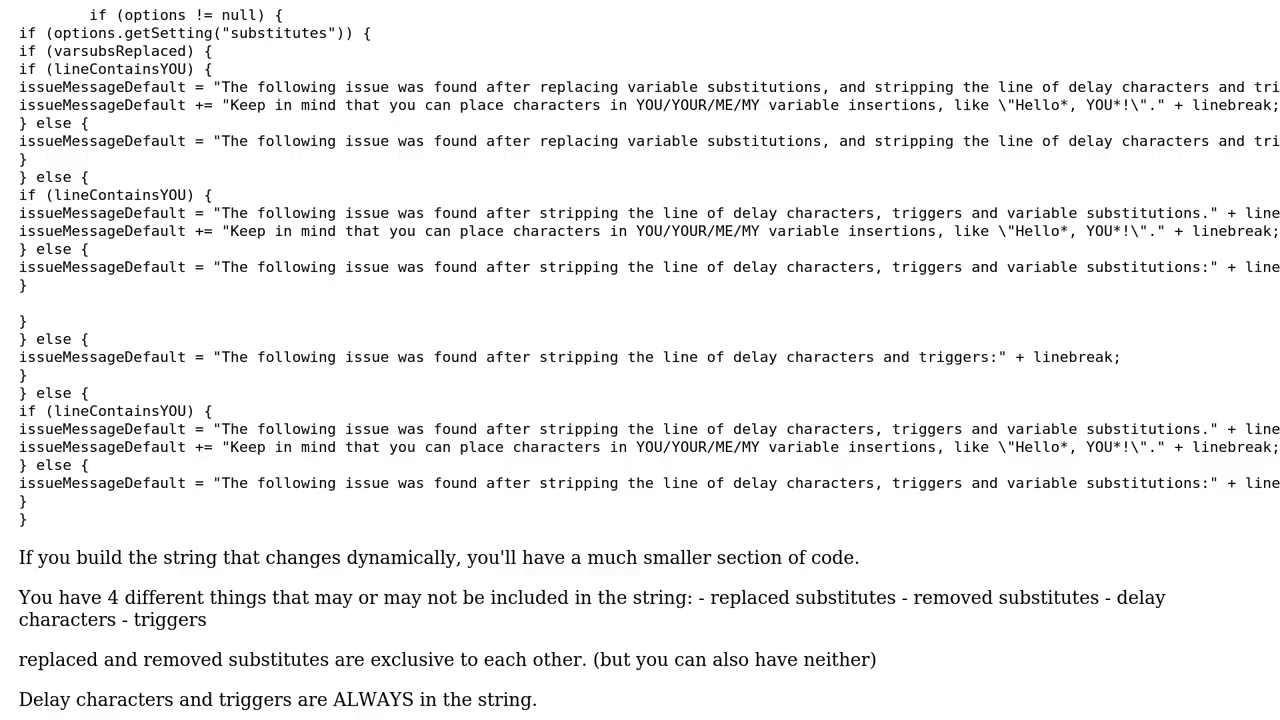 if (options != null) {
if (options.getSetting("substitutes")) {
if (varsubsReplaced) {
if (lineContainsYOU) {
issueMessageDefault = "The following issue was found after replacing variable substitutions, and stripping the line of delay characters and tri
issueMessageDefault += "Keep in mind that you can place characters in YOU/YOUR/ME/MY variable insertions, like \"Hello*, YOU*!\"." + linebreak;
} else {
issueMessageDefault = "The following issue was found after replacing variable substitutions, and stripping the line of delay characters and tri
}
} else {
if (lineContainsYOU) {
issueMessageDefault = "The following issue was found after stripping the line of delay characters, triggers and variable substitutions." + line
issueMessageDefault += "Keep in mind that you can place characters in YOU/YOUR/ME/MY variable insertions, like \"Hello*, YOU*!\"." + linebreak;
} else {
issueMessageDefault = "The following issue was found after stripping the line of delay characters, triggers and variable substitutions:" + line
}
}
} else {
issueMessageDefault = "The following issue was found after stripping the line of delay characters and triggers:" + linebreak;
}
} else {
if (lineContainsYOU) {
issueMessageDefault = "The following issue was found after stripping the line of delay characters, triggers and variable substitutions." + line
issueMessageDefault += "Keep in mind that you can place characters in YOU/YOUR/ME/MY variable insertions, like \"Hello*, YOU*!\"." + linebreak;
} else {
issueMessageDefault = "The following issue was found after stripping the line of delay characters, triggers and variable substitutions:" + line
}
}
If you build the string that changes dynamically, you'll have a much smaller section of code.
You have 4 different things that may or may not be included in the string: - replaced substitutes - removed substitutes - delay
characters - triggers
replaced and removed substitutes are exclusive to each other. (but you can also have neither)
Delay characters and triggers are ALWAYS in the string.